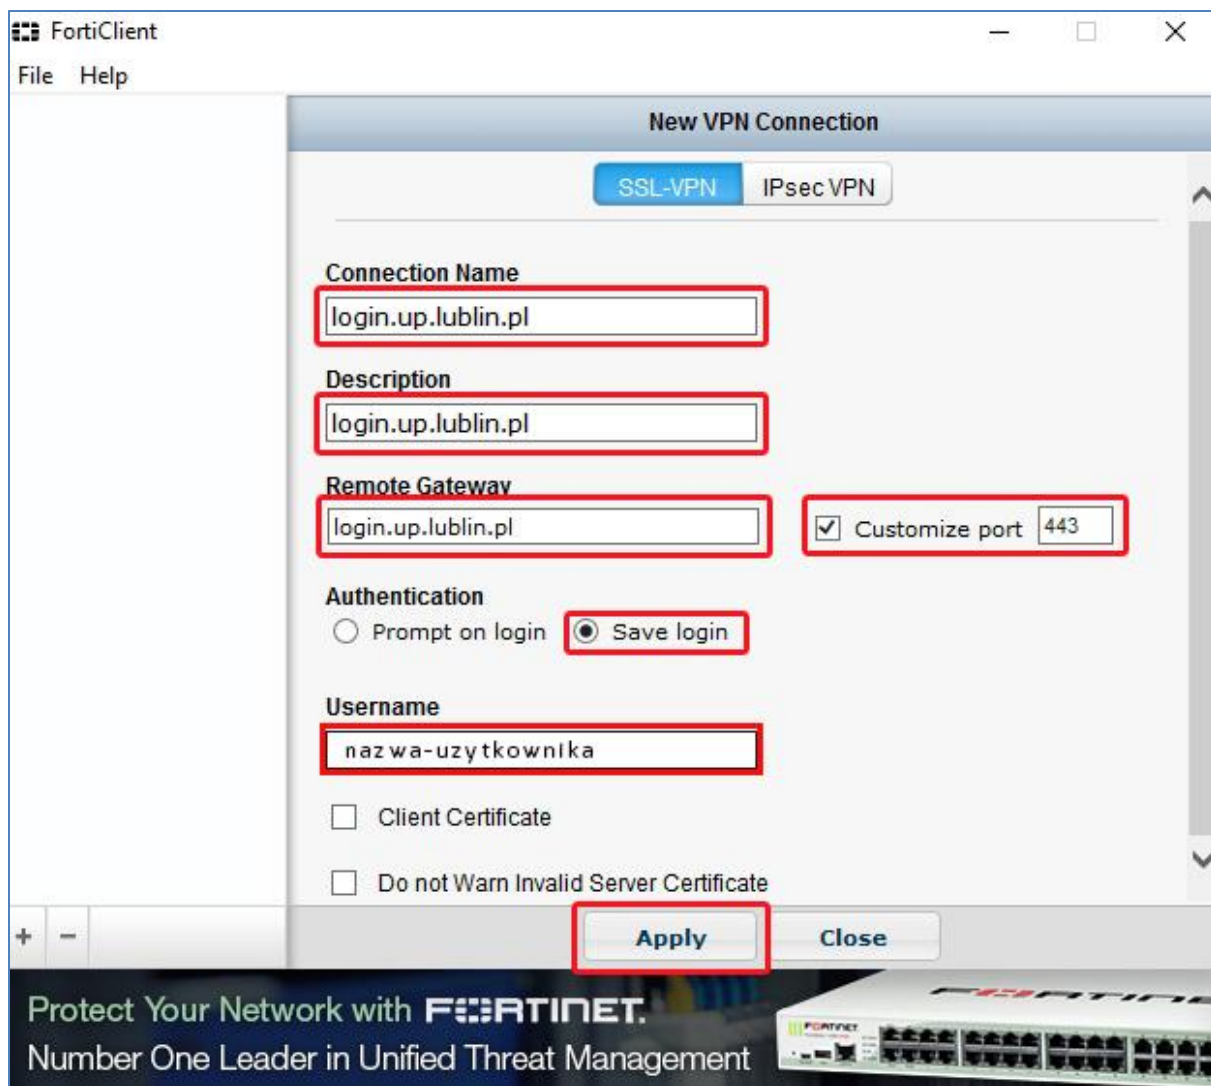 FortiClient
File Help
New VPN Connection
SSL-VPN IPsec VPN
Connection Name
login.up.lublin.pl
Description
login.up.lublin.pl
Remote Gateway
login.up.lublin.pl
Customize port 443
Authentication
Prompt on login Save login
Username
nazwa-uzytkownika
Client Certificate
Do not Warn Invalid Server Certificate
+ −
Apply Close
Protect Your Network with FORTINET.
Number One Leader in Unified Threat Management
FORTINET